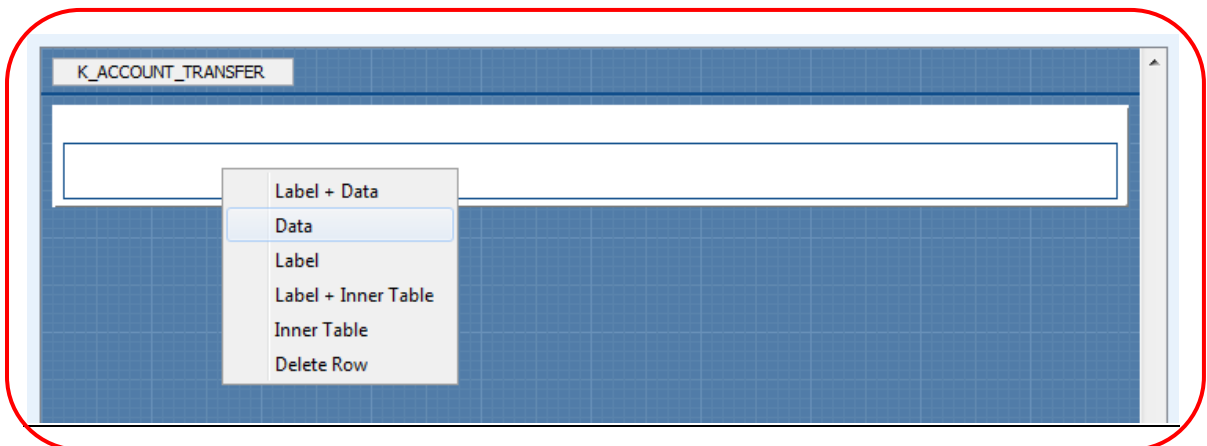 K_ACCOUNT_TRANSFER
Label + Data
Data
Label
Label + Inner Table
Inner Table
Delete Row